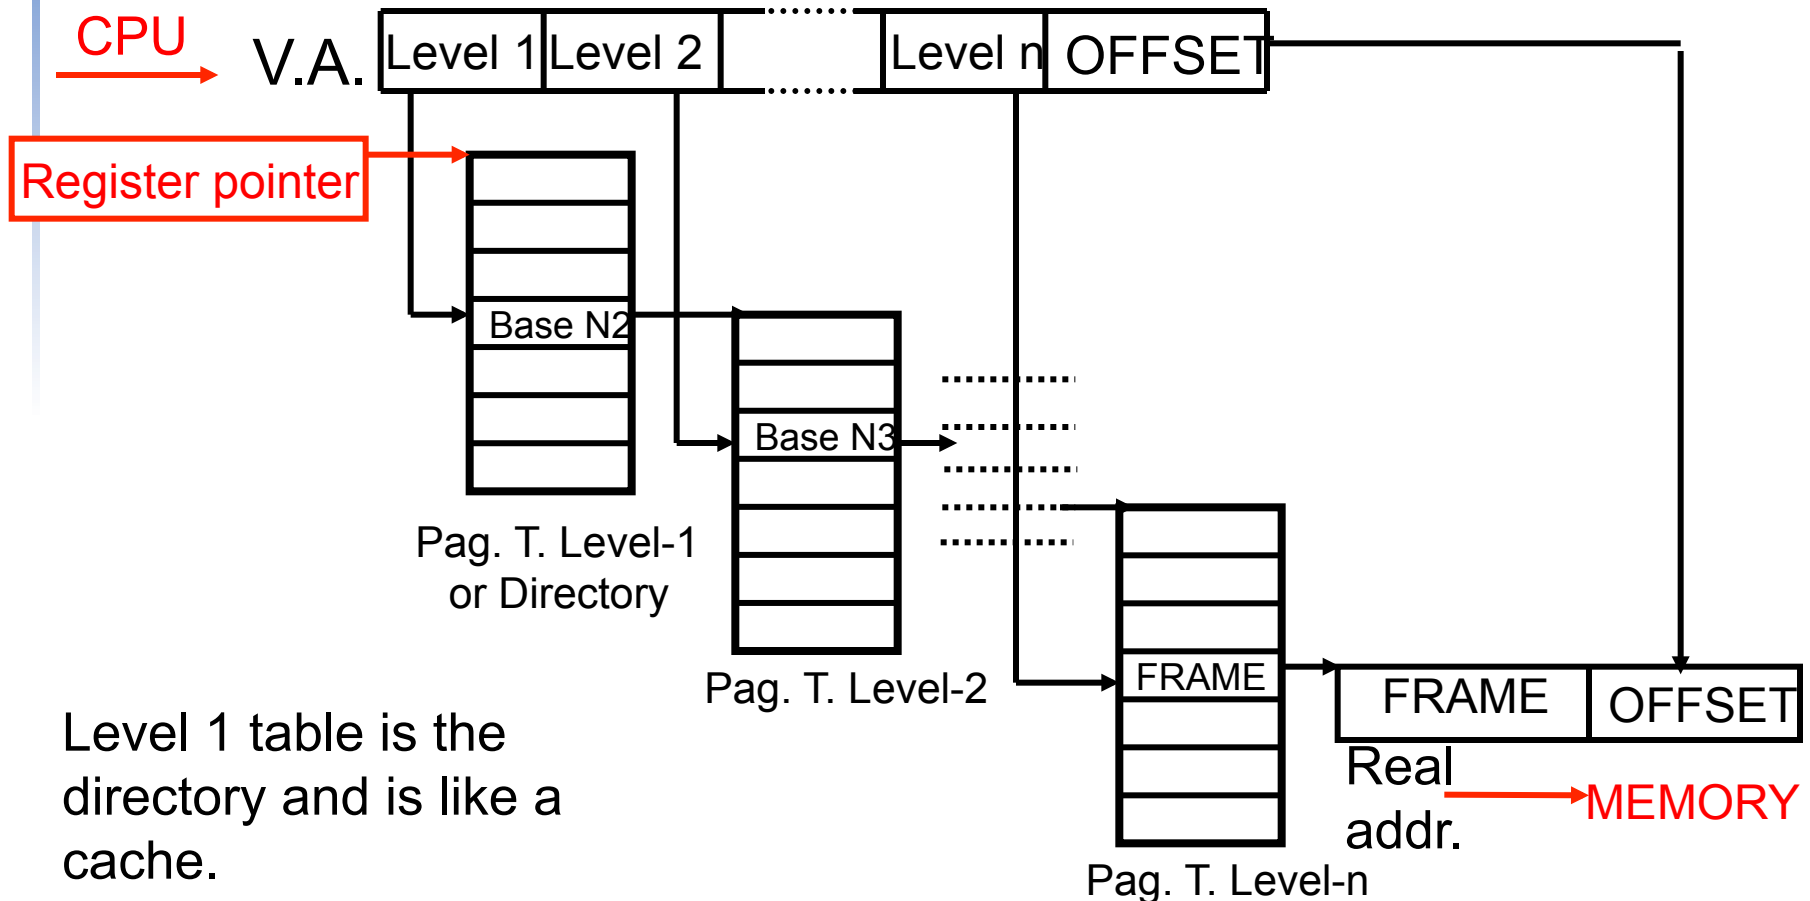 CPU
V.A. Level 1 Level 2 Level n OFFSET
Register pointer
Base N2
Base N3
Pag. T. Level-1
or Directory
Pag. T. Level-2
FRAME
FRAME OFFSET
Level 1 table is the
directory and is like a
cache.
Real
addr.
MEMORY
Pag. T. Level-n